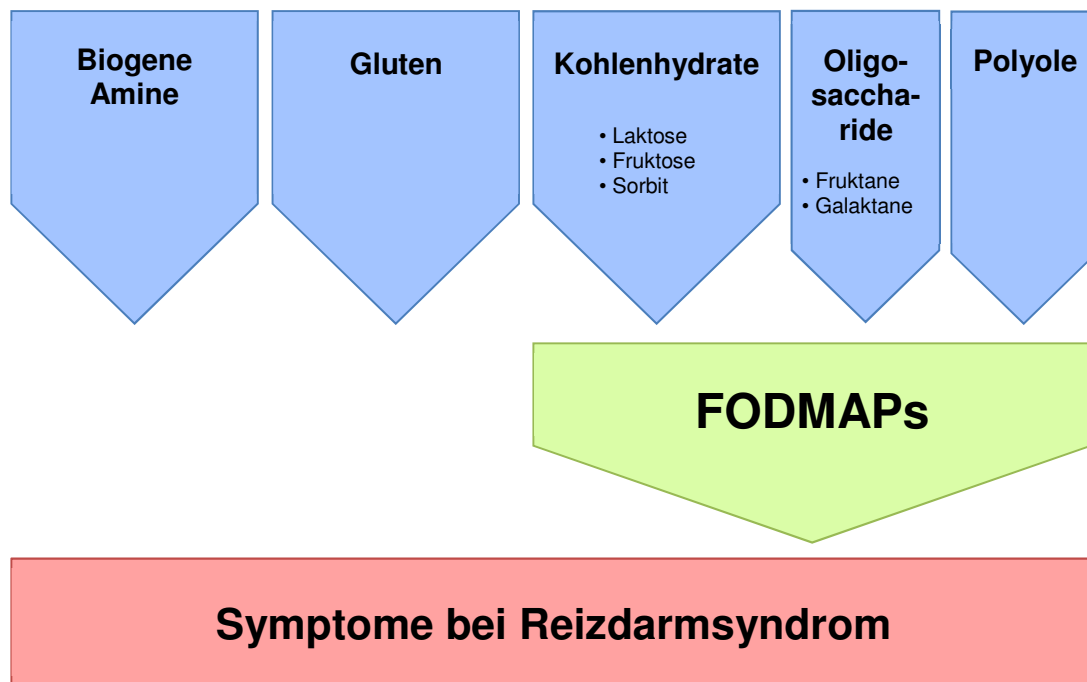 Biogene
Amine
Gluten
Kohlenhydrate
• Laktose
• Fruktose
• Sorbit
Oligo-
saccha-
ride
• Fruktane
• Galaktane
Polyole
FODMAPs
Symptome bei Reizdarmsyndrom